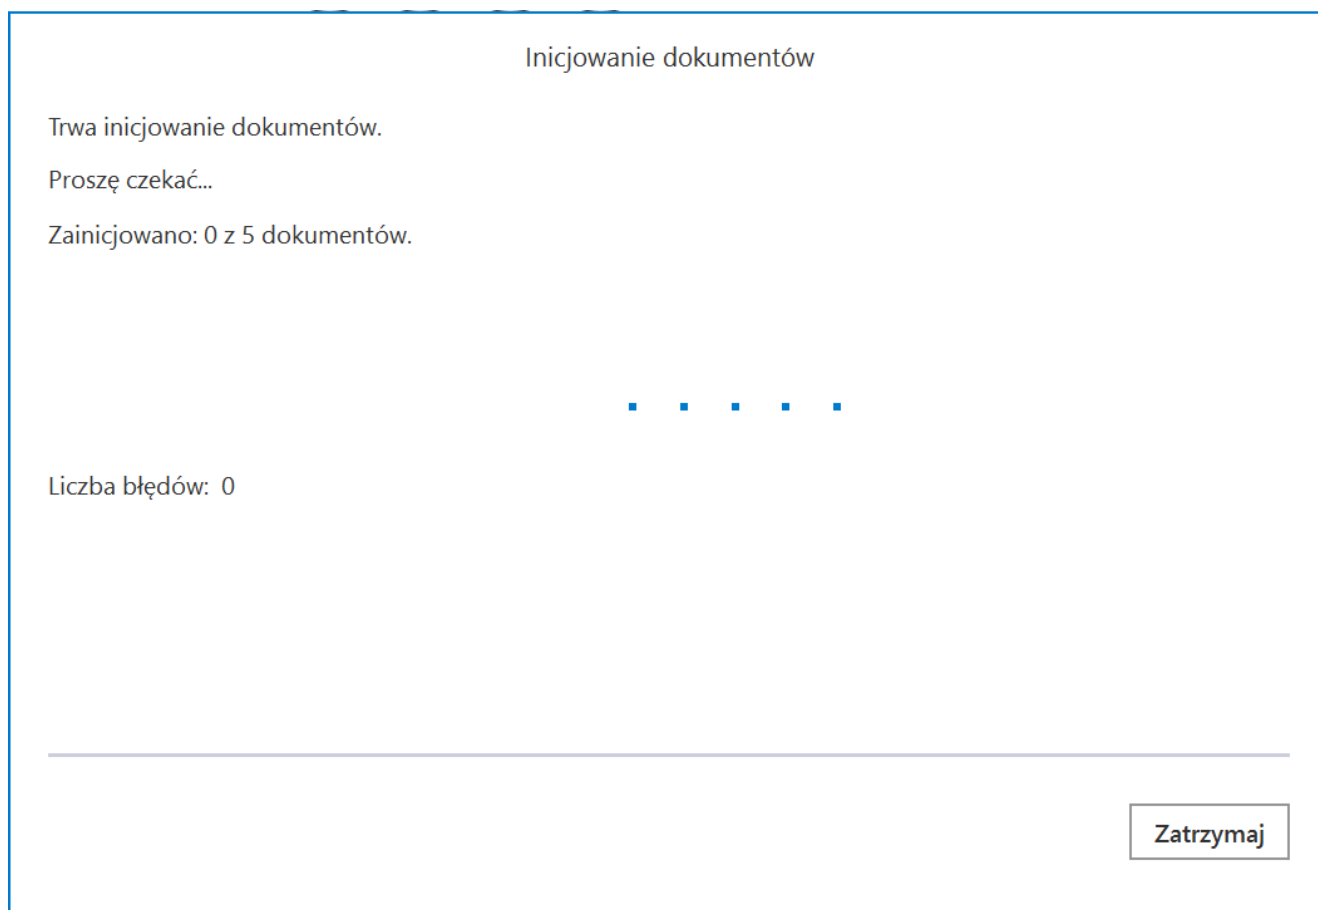 Inicjowanie dokumentów
Trwa inicjowanie dokumentów.
Proszę czekać...
Zainicjowano: 0 z 5 dokumentów.
Liczba błędów: 0
Zatrzymaj